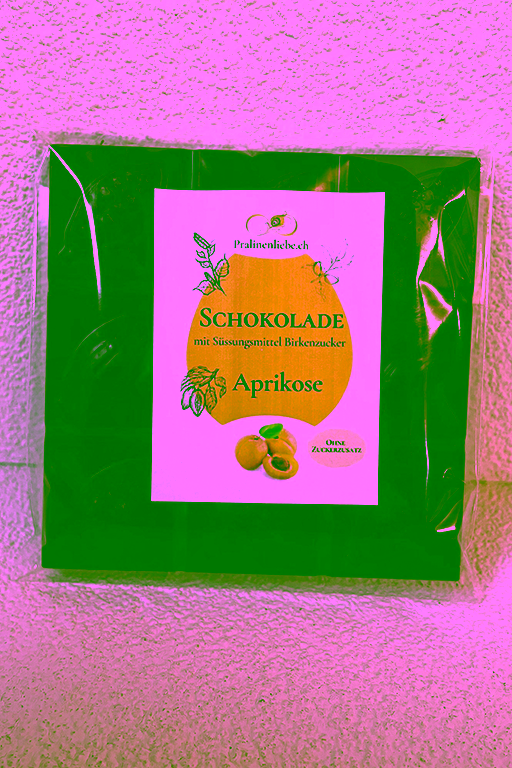 Pralinenliebe.ch
SCHOKOLADE
mit Süssungsmittel Birkenzucker
Aprikose
OHNE
ZUCKERZUSATZ